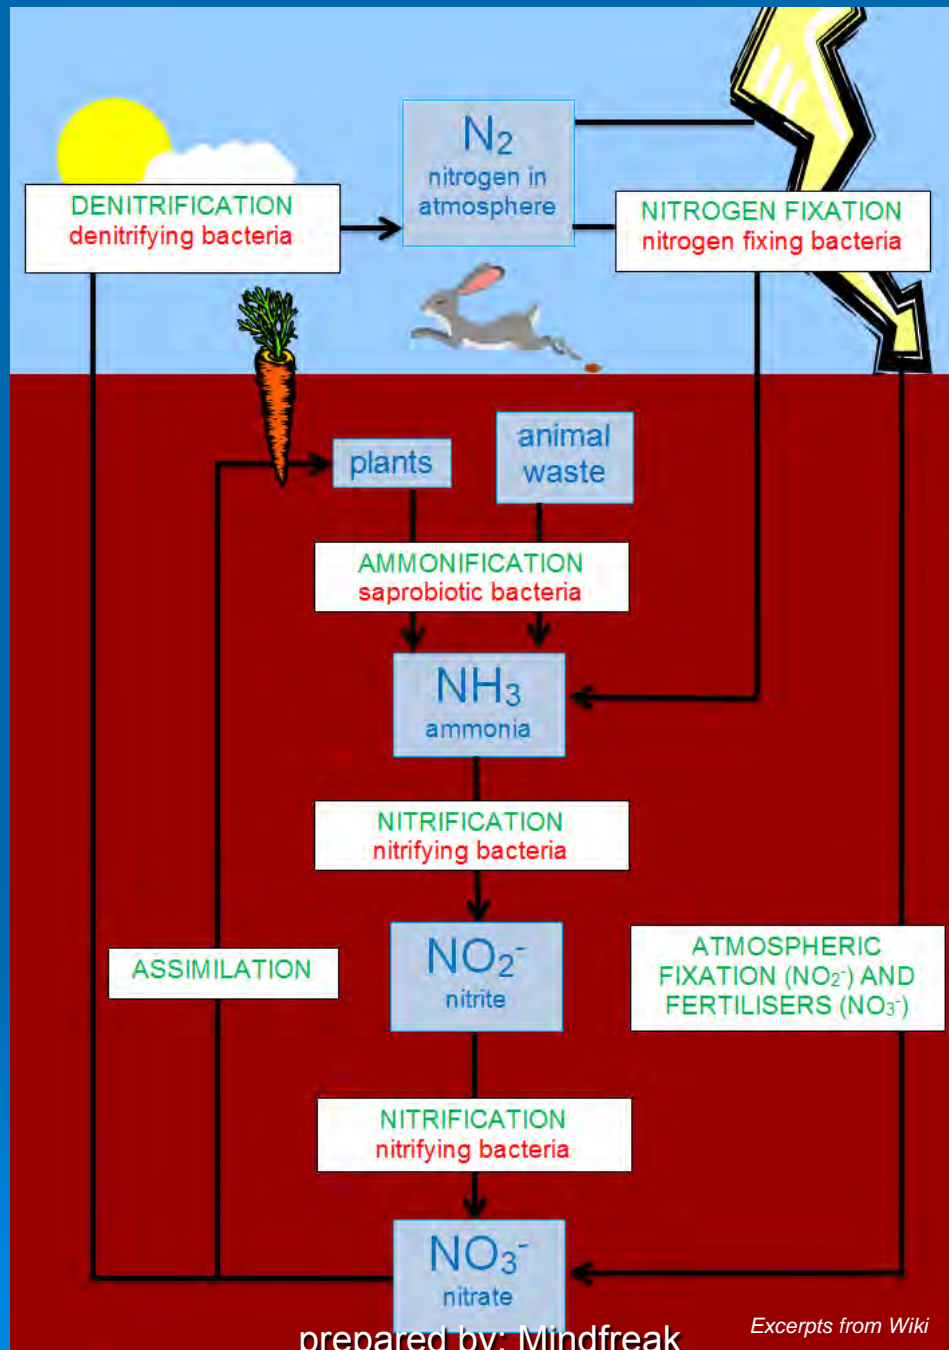 N₂
nitrogen in
atmosphere
DENITRIFICATION
denitrifying bacteria
NITROGEN FIXATION
nitrogen fixing bacteria
plants
animal
waste
AMMONIFICATION
saprobiotic bacteria
NH₃
ammonia
NITRIFICATION
nitrifying bacteria
NO₂⁻
nitrite
ASSIMILATION
ATMOSPHERIC
FIXATION (NO₂⁻) AND
FERTILISERS (NO₃⁻)
NITRIFICATION
nitrifying bacteria
NO₃⁻
nitrate
prepared by: Mindfreak
Excerpts from Wiki